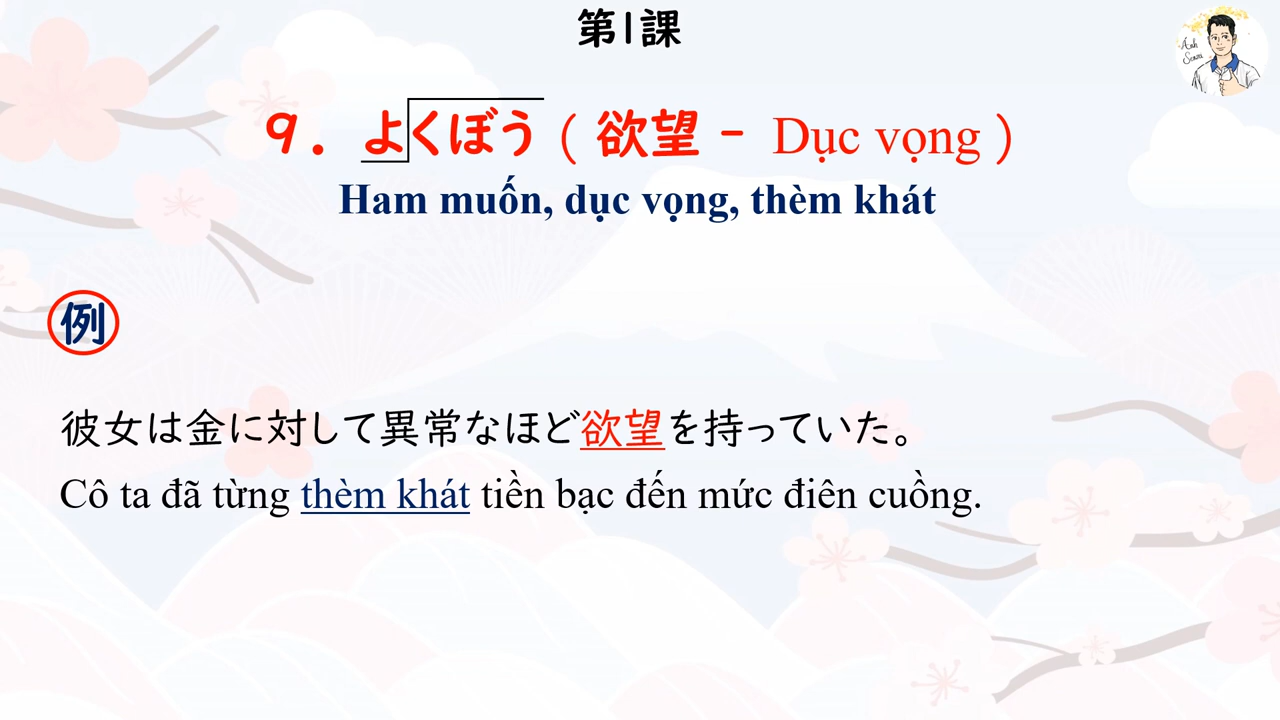 第1課
Ánh
Sensei
9. よくぼう ( 欲望 - Dục vọng )
Ham muốn, dục vọng, thèm khát
例
彼女は金に対して異常なほど欲望を持っていた。
Cô ta đã từng thèm khát tiền bạc đến mức điên cuồng.